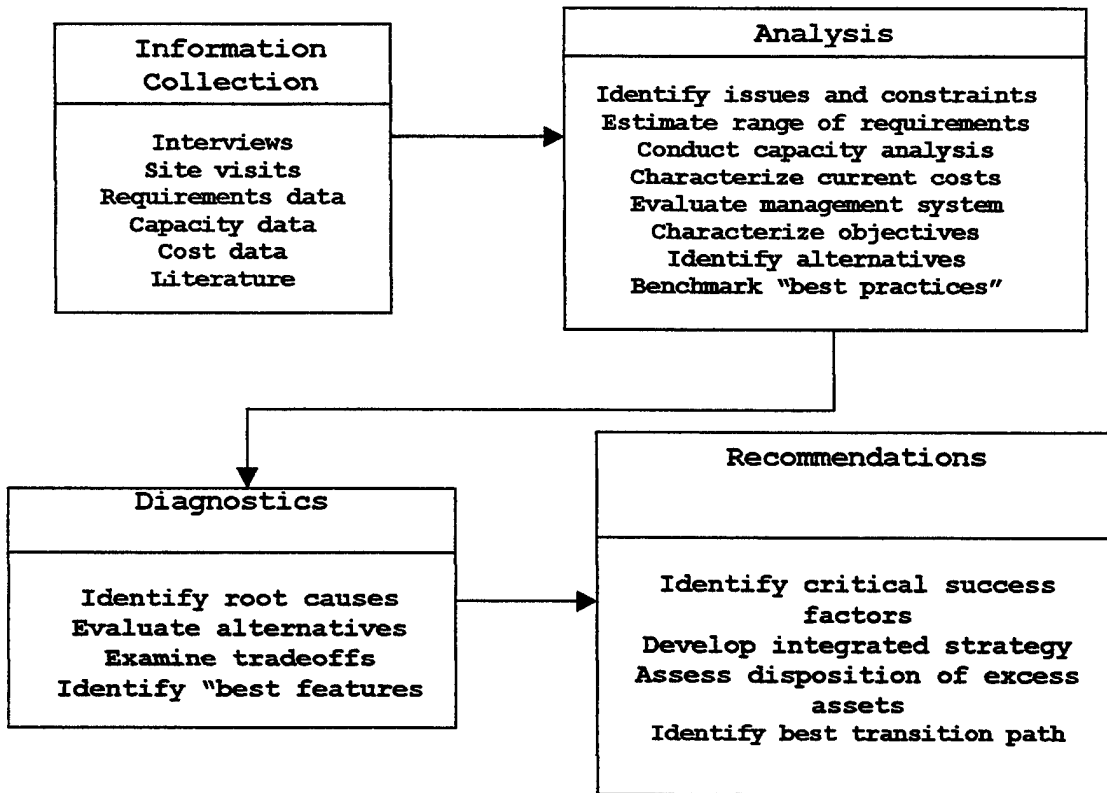 Information
Collection
Interviews
Site visits
Requirements data
Capacity data
Cost data
Literature
Analysis
Identify issues and constraints
Estimate range of requirements
Conduct capacity analysis
Characterize current costs
Evaluate management system
Characterize objectives
Identify alternatives
Benchmark "best practices"
Diagnostics
Identify root causes
Evaluate alternatives
Examine tradeoffs
Identify "best features
Recommendations
Identify critical success
factors
Develop integrated strategy
Assess disposition of excess
assets
Identify best transition path